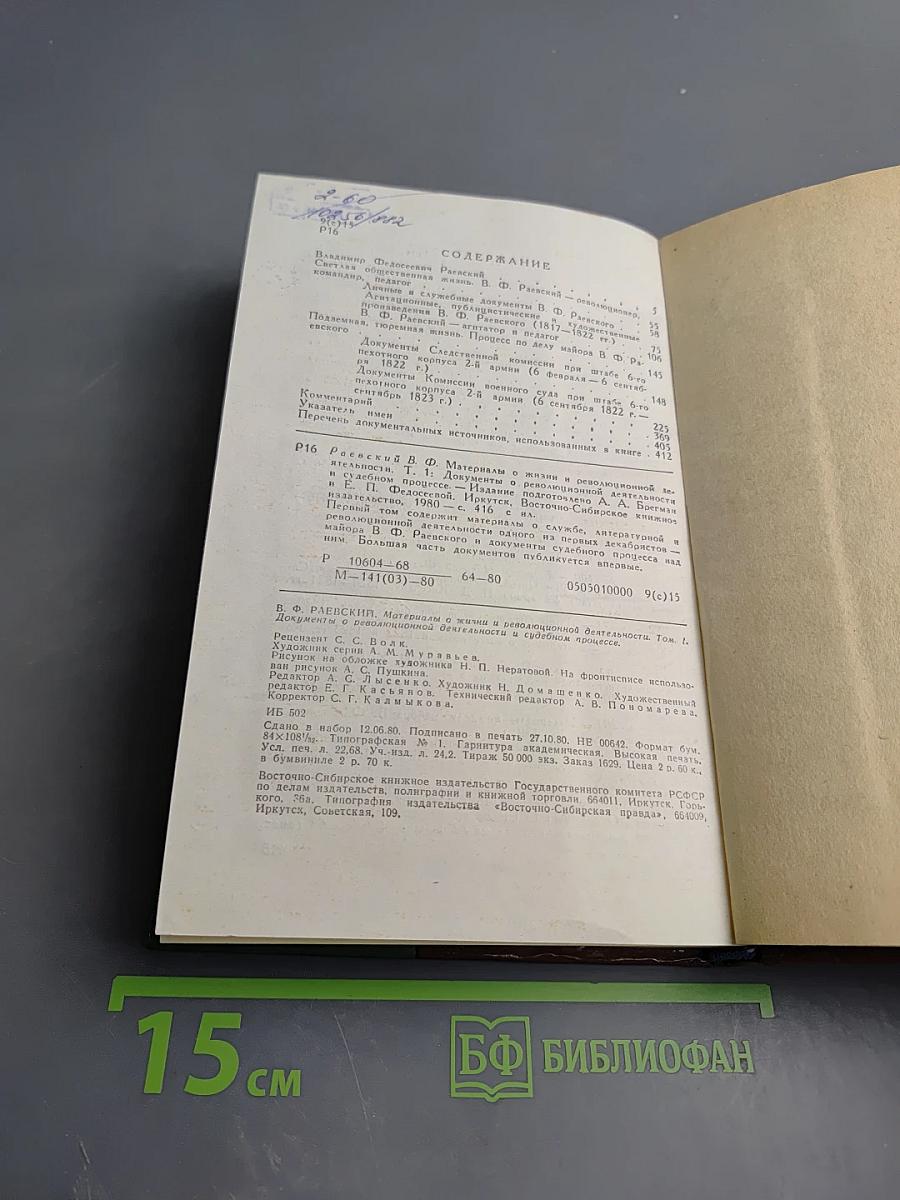 2-60
10256/882
9(с)15
Р16
СОДЕРЖАНИЕ
Владимир Федосеевич Раевский . . . . . . . 5
Светлая общественная жизнь. В. Ф. Раевский — революционер,
командир, педагог . . . . . . . . 55
Личные и служебные документы В. Ф. Раевского . . 58
Агитационные, публицистические и художественные
произведения В. Ф. Раевского (1817—1822 гг.) . . 75
В. Ф. Раевский — агитатор и педагог . . . . 106
Подземная, тюремная жизнь. Процесс по делу майора В. Ф. Ра-
евского . . . . . . . . . . 145
Документы Следственной комиссии при штабе 6-го
пехотного корпуса 2-й армии (6 февраля — 6 сентяб-
ря 1822 г.) . . . . . . . . 148
Документы Комиссии военного суда при штабе 6-го
пехотного корпуса 2-й армии (6 сентября 1822 г. —
сентябрь 1823 г.) . . . . . . . 225
Комментарий . . . . . . . . . 369
Указатель имен . . . . . . . . . 405
Перечень документальных источников, использованных в книге . 412
Р16 Раевский В. Ф. Материалы о жизни и революционной де-
ятельности. Т. 1: Документы о революционной деятельности
и судебном процессе. — Издание подготовлено А. А. Брегман
и Е. П. Федосеевой. Иркутск, Восточно-Сибирское книжное
издательство, 1980 — с. 416 с ил.
Первый том содержит материалы о службе, литературной и
революционной деятельности одного из первых декабристов —
майора В. Ф. Раевского и документы судебного процесса над
ним. Большая часть документов публикуется впервые.
Р 10604—68
М—141(03)—80 64—80 0505010000 9(с)15
В. Ф. РАЕВСКИЙ. Материалы о жизни и революционной деятельности. Том. I.
Документы о революционной деятельности и судебном процессе.
Рецензент С. С. Волк.
Художник серии А. М. Муравьев.
Рисунок на обложке художника Н. П. Нератовой. На фронтисписе использо-
ван рисунок А. С. Пушкина.
Редактор А. С. Лысенко. Художник Н. Домашенко. Художественный
редактор Е. Г. Касьянов. Технический редактор А. В. Пономарева.
Корректор С. Г. Калмыкова.
ИБ 502
Сдано в набор 12.06.80. Подписано в печать 27.10.80. НЕ 00642. Формат бум.
84×108¹/₃₂. Типографская № 1. Гарнитура академическая. Высокая печать.
Усл. печ. л. 22,68. Уч.-изд. л. 24,2. Тираж 50 000 экз. Заказ 1629. Цена 2 р. 60 к.,
в бумвиниле 2 р. 70 к.
Восточно-Сибирское книжное издательство Государственного комитета РСФСР
по делам издательств, полиграфии и книжной торговли. 664011, Иркутск, Горь-
кого, 36а. Типография издательства «Восточно-Сибирская правда», 664009,
Иркутск, Советская, 109.
15 см
БФ БИБЛИОФАН